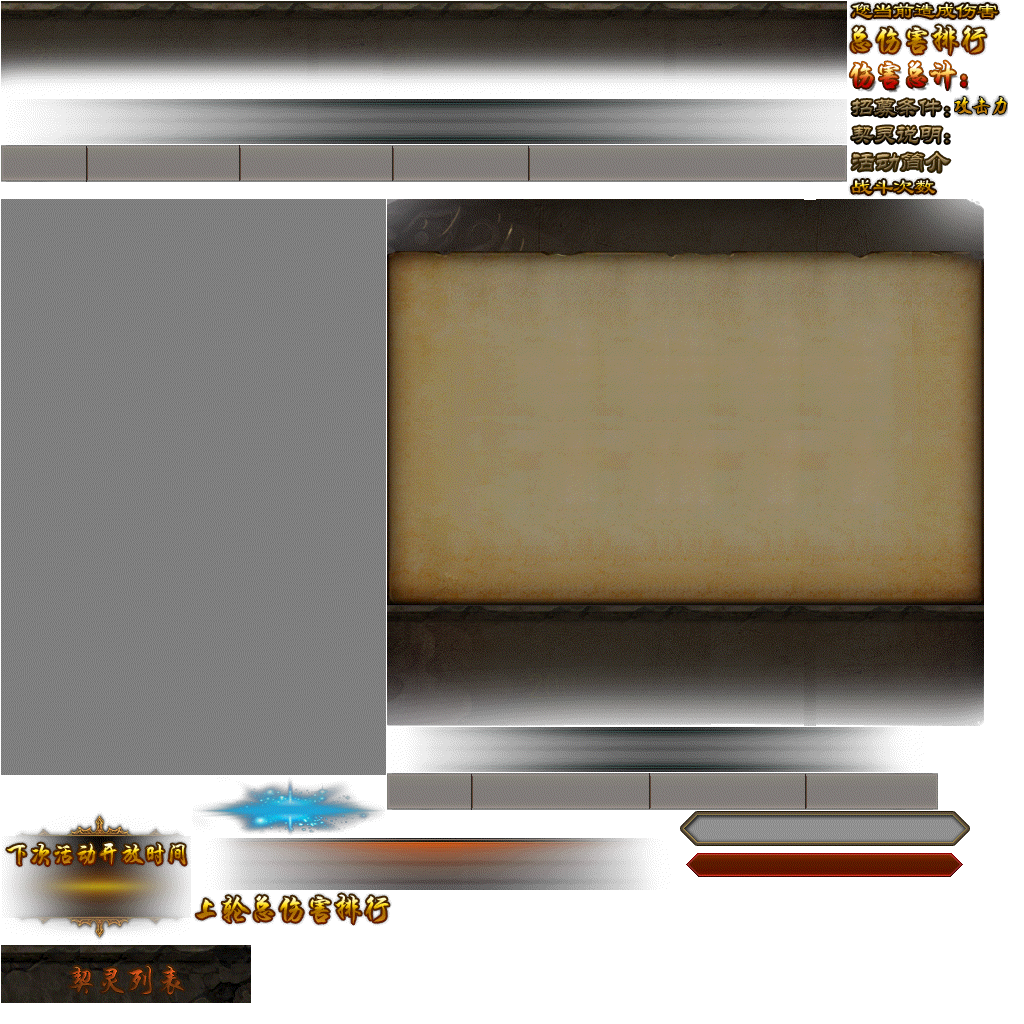 您当前造成伤害
总伤害排行
伤害总计：
招募条件：攻击力
契灵说明：
活动简介
战斗次数
下次活动开放时间
上轮总伤害排行
契灵列表